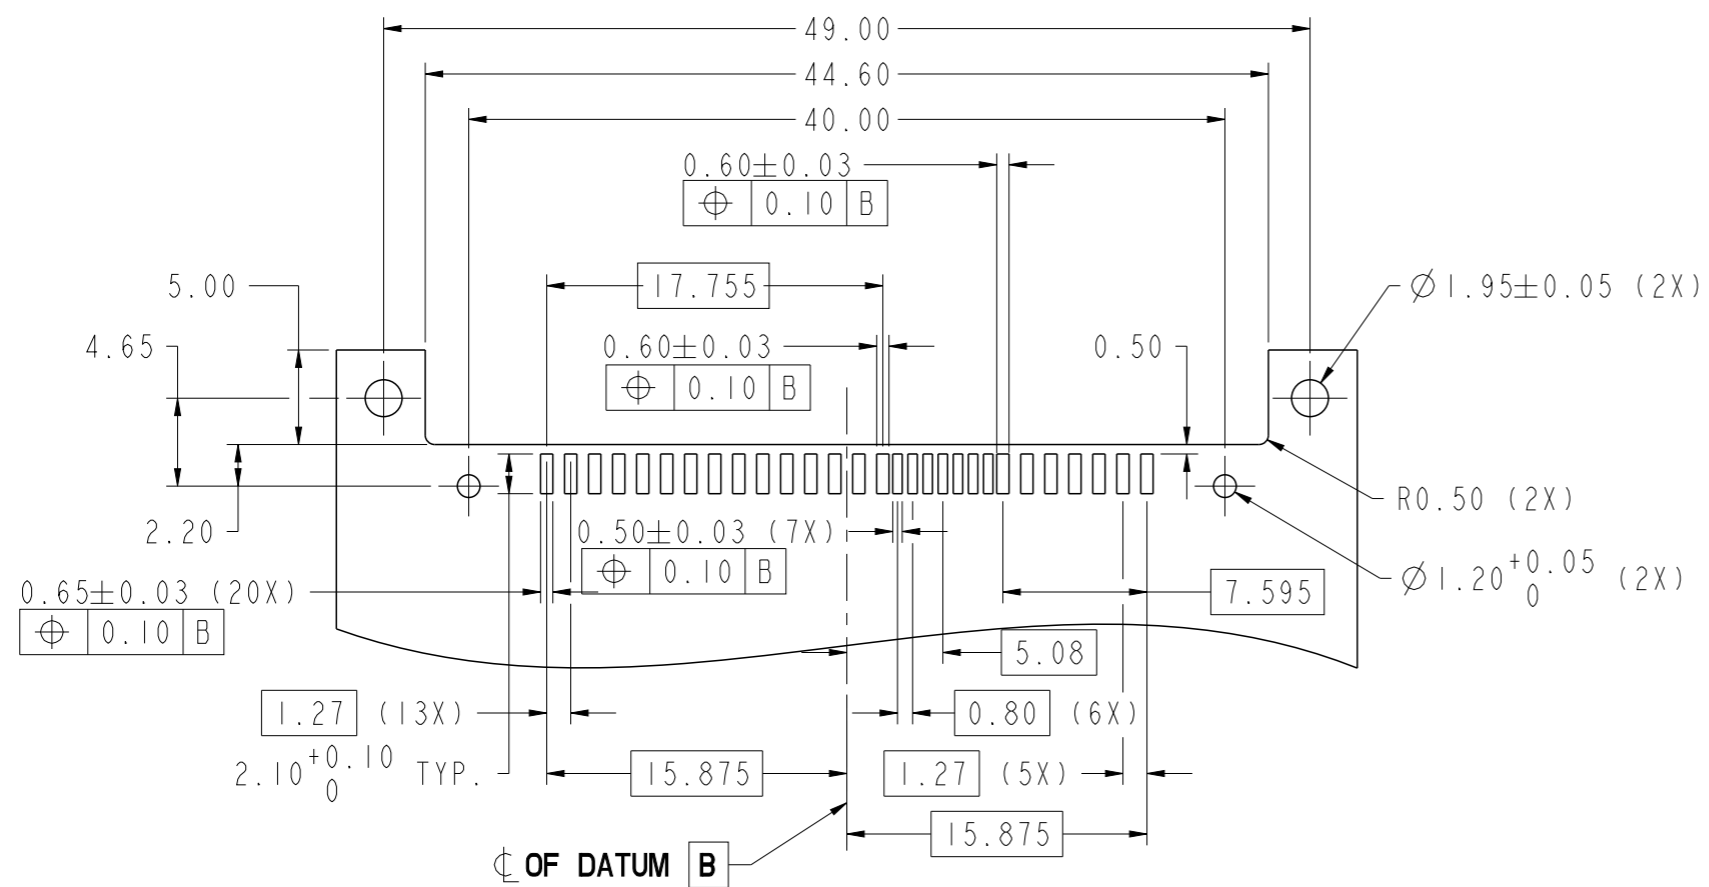 49.00
44.60
40.00
0.60±0.03
⌖ 0.10 B
17.755
5.00
⌀1.95±0.05 (2X)
4.65
0.60±0.03
0.50
⌖ 0.10 B
R0.50 (2X)
2.20
0.50±0.03 (7X)
⌖ 0.10 B
⌀1.20 +0.05 0 (2X)
0.65±0.03 (20X)
⌖ 0.10 B
7.595
5.08
1.27 (13X)
0.80 (6X)
2.10 +0.10 0 TYP.
15.875
1.27 (5X)
15.875
℄ OF DATUM B